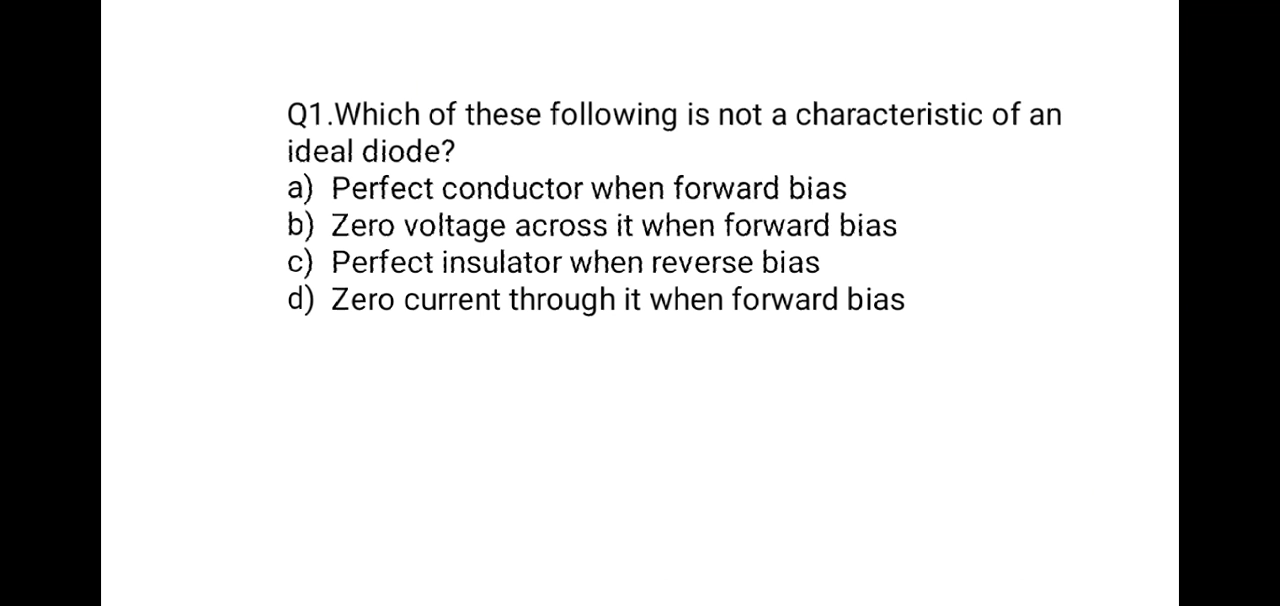 Q1.Which of these following is not a characteristic of an
ideal diode?
a) Perfect conductor when forward bias
b) Zero voltage across it when forward bias
c) Perfect insulator when reverse bias
d) Zero current through it when forward bias